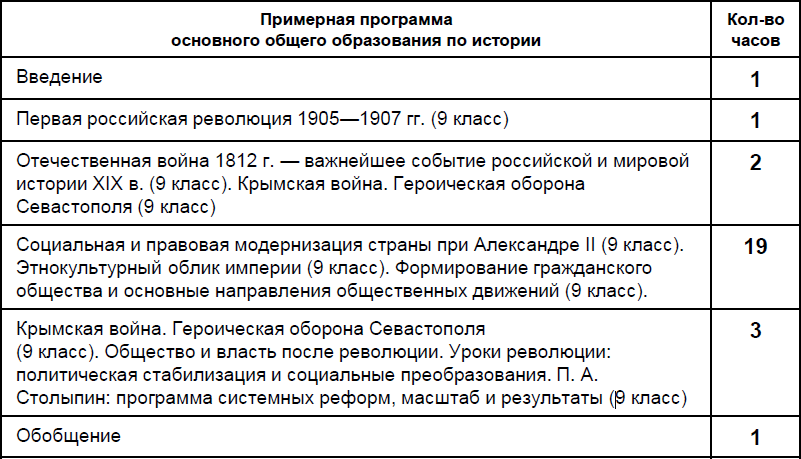 Примерная программа
основного общего образования по истории
Кол-во
часов
Введение
1
Первая российская революция 1905—1907 гг. (9 класс)
1
Отечественная война 1812 г. — важнейшее событие российской и мировой
истории XIX в. (9 класс). Крымская война. Героическая оборона
Севастополя (9 класс)
2
Социальная и правовая модернизация страны при Александре II (9 класс).
Этнокультурный облик империи (9 класс). Формирование гражданского
общества и основные направления общественных движений (9 класс).
19
Крымская война. Героическая оборона Севастополя
(9 класс). Общество и власть после революции. Уроки революции:
политическая стабилизация и социальные преобразования. П. А.
Столыпин: программа системных реформ, масштаб и результаты (9 класс)
3
Обобщение
1